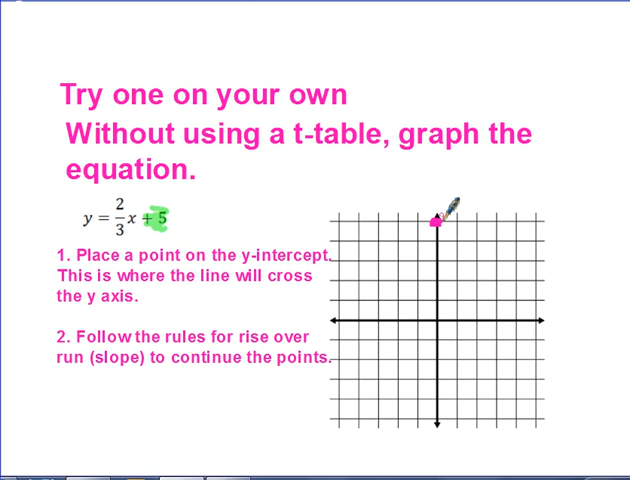 Try one on your own
Without using a t-table, graph the
equation.
y = 2/3 x + 5
1. Place a point on the y-intercept.
This is where the line will cross
the y axis.
2. Follow the rules for rise over
run (slope) to continue the points.